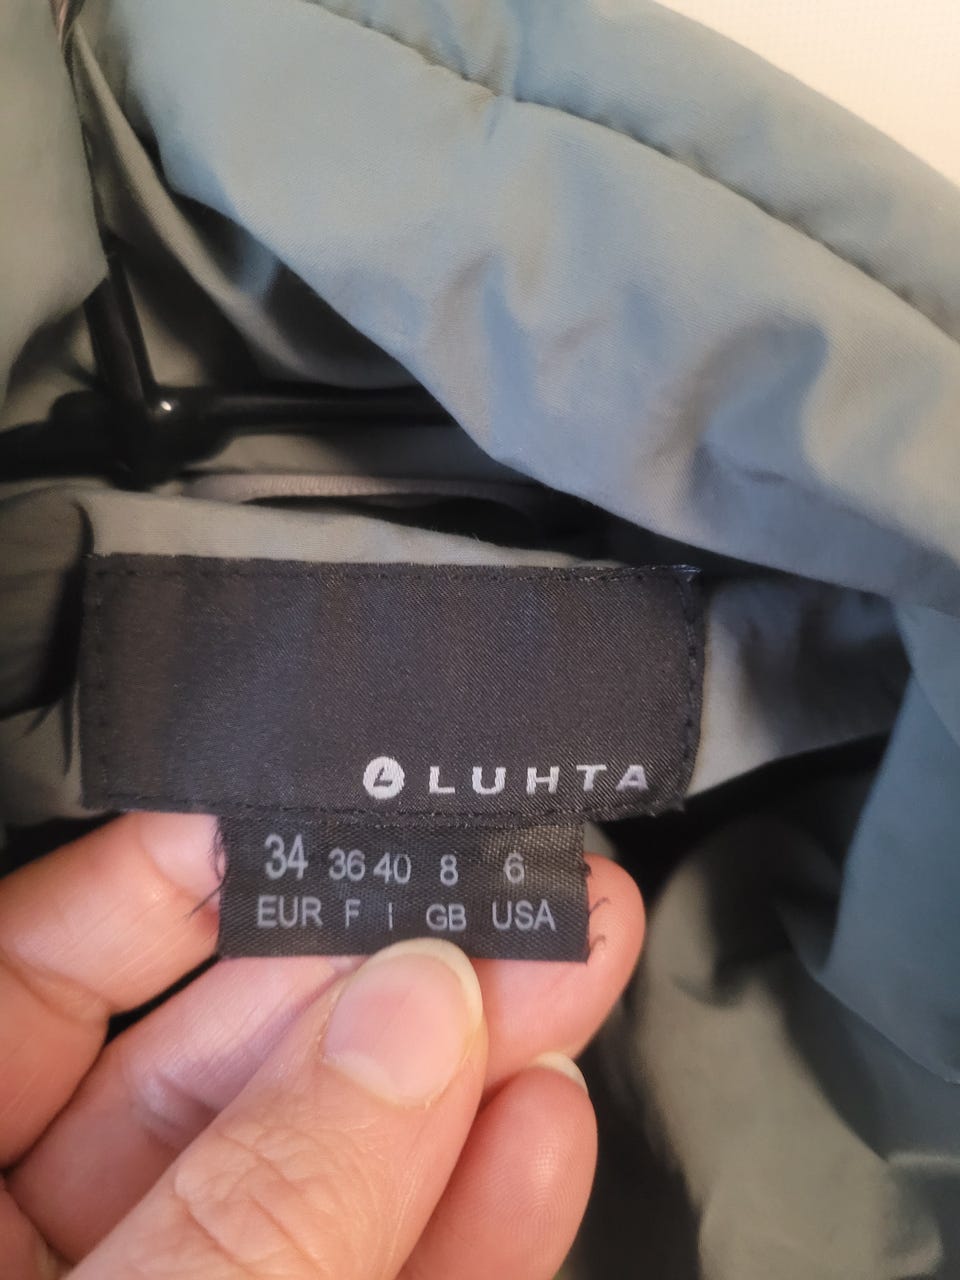 L LUHTA
34 36 40 8 6
EUR F I GB USA